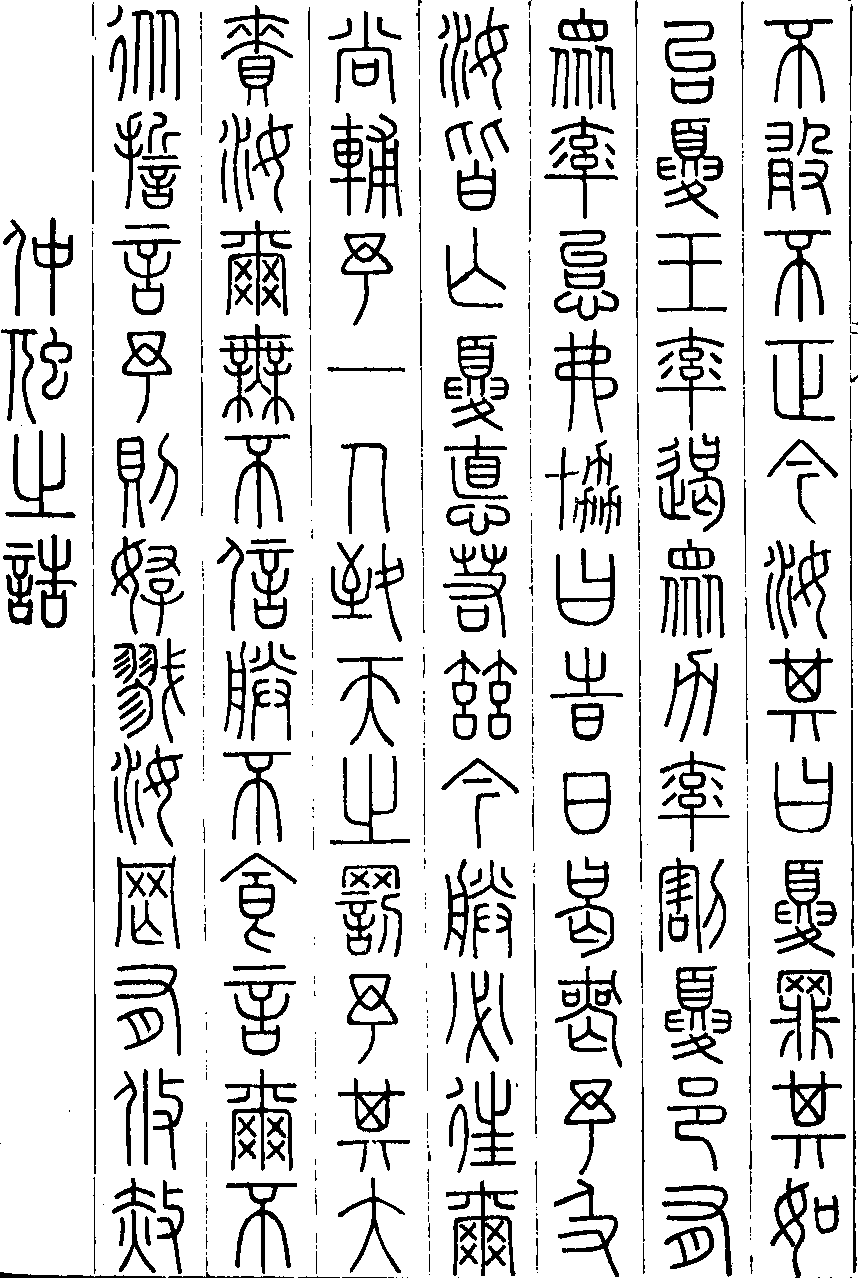 不敢不正今汝其曰夏罪其如
台夏王率遏眾力率割夏邑有
眾率怠弗協曰時日曷喪予及
汝皆亡夏悳若茲今朕必往爾
尚輔予一人致天之罰予其大
賚汝爾無不信朕不食言爾不
從誓言予則孥戮汝罔有攸赦
仲虺之誥